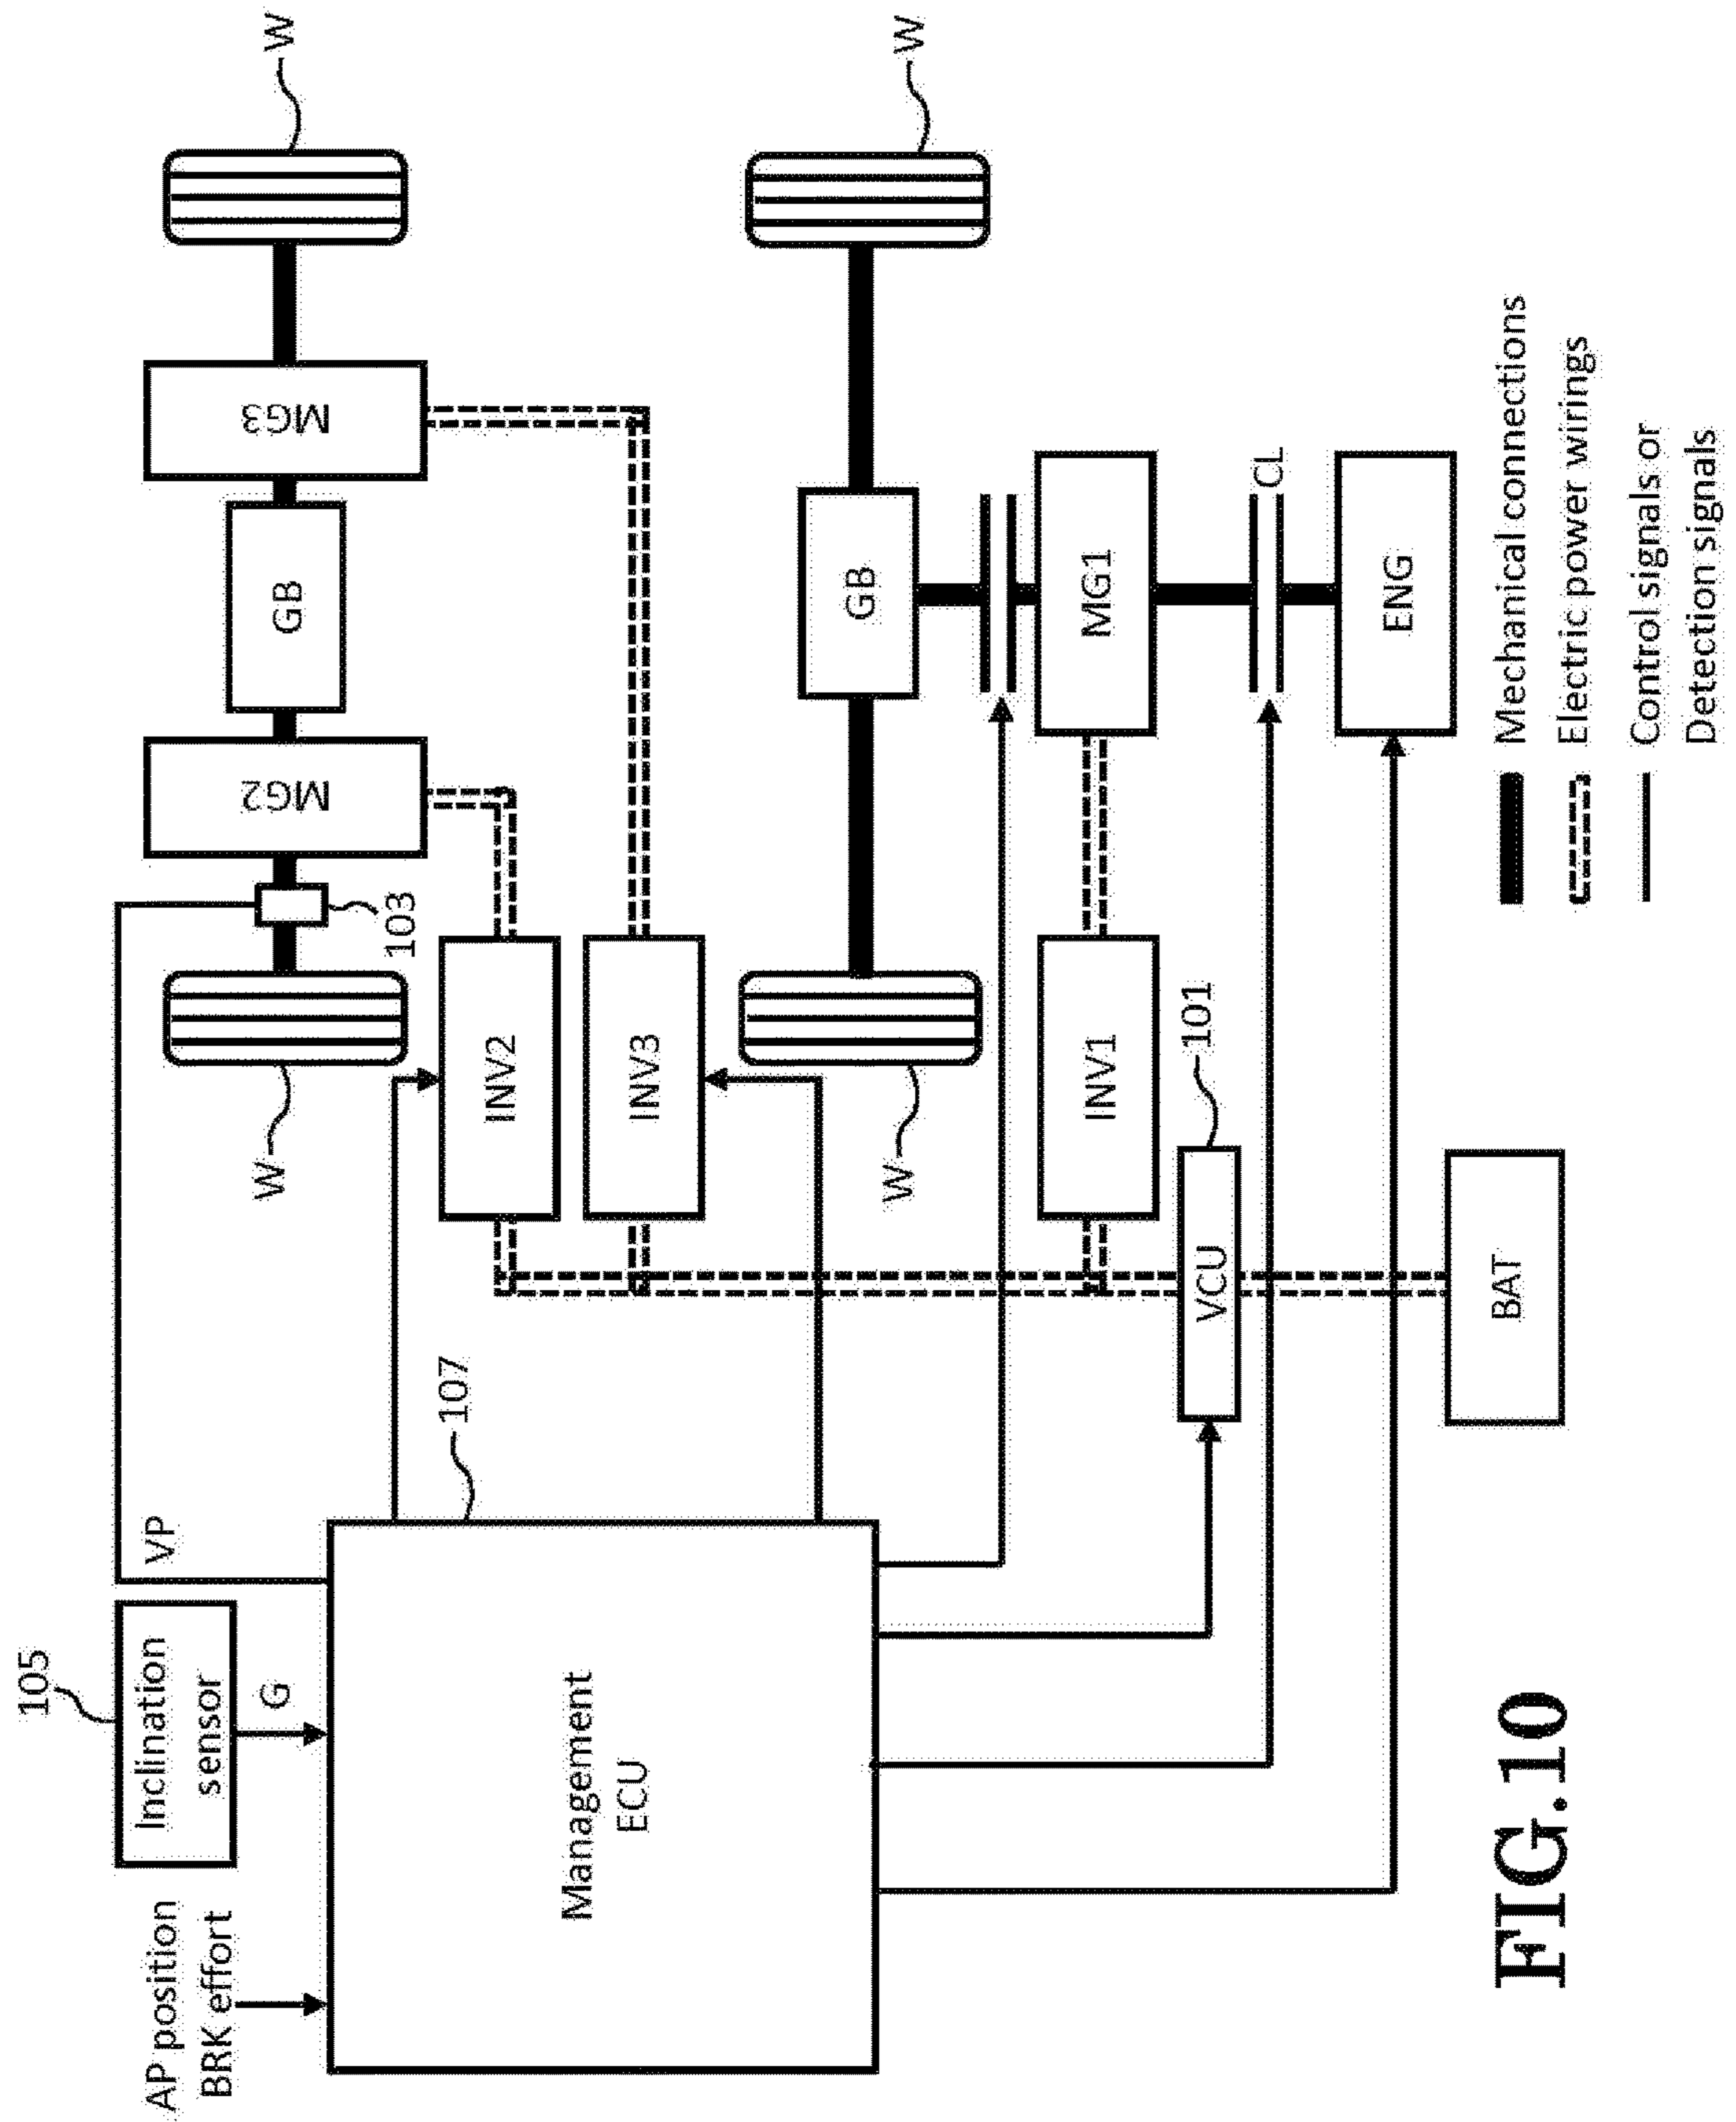 AP position
BRK effort
105
Inclination
sensor
G
VP
Management
ECU
107
W
103
MG2
GB
MG3
W
INV2
INV3
W
GB
W
INV1
MG1
VCU
101
CL
BAT
ENG
Mechanical connections
Electric power wirings
Control signals or
Detection signals
FIG.10